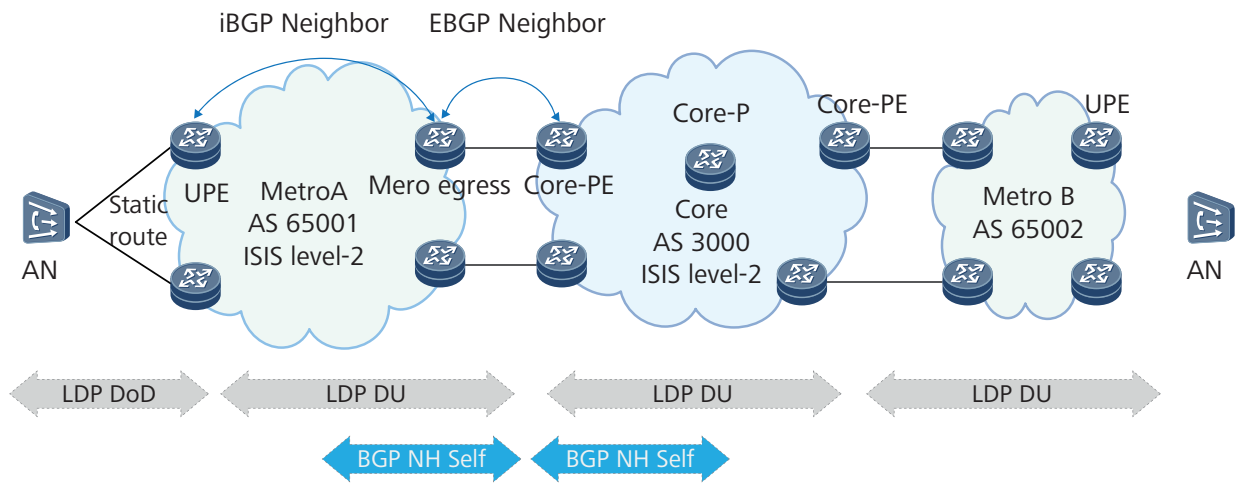 iBGP Neighbor
EBGP Neighbor
Core-P
Core-PE
UPE
UPE
Static
route
MetroA
AS 65001
ISIS level-2
Mero egress
Core-PE
Core
AS 3000
ISIS level-2
Metro B
AS 65002
AN
AN
LDP DoD
LDP DU
LDP DU
LDP DU
BGP NH Self
BGP NH Self